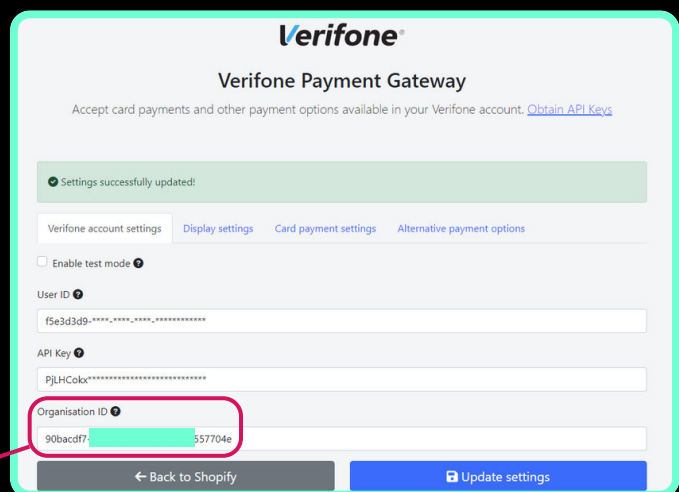 Verifone
Verifone Payment Gateway
Accept card payments and other payment options available in your Verifone account. Obtain API Keys
Settings successfully updated!
Verifone account settings Display settings Card payment settings Alternative payment options
Enable test mode
User ID
f5e3d3d9-****-****-****-************
API Key
PjLHCokx****************************
Organisation ID
90bacdf7- 557704e
← Back to Shopify Update settings